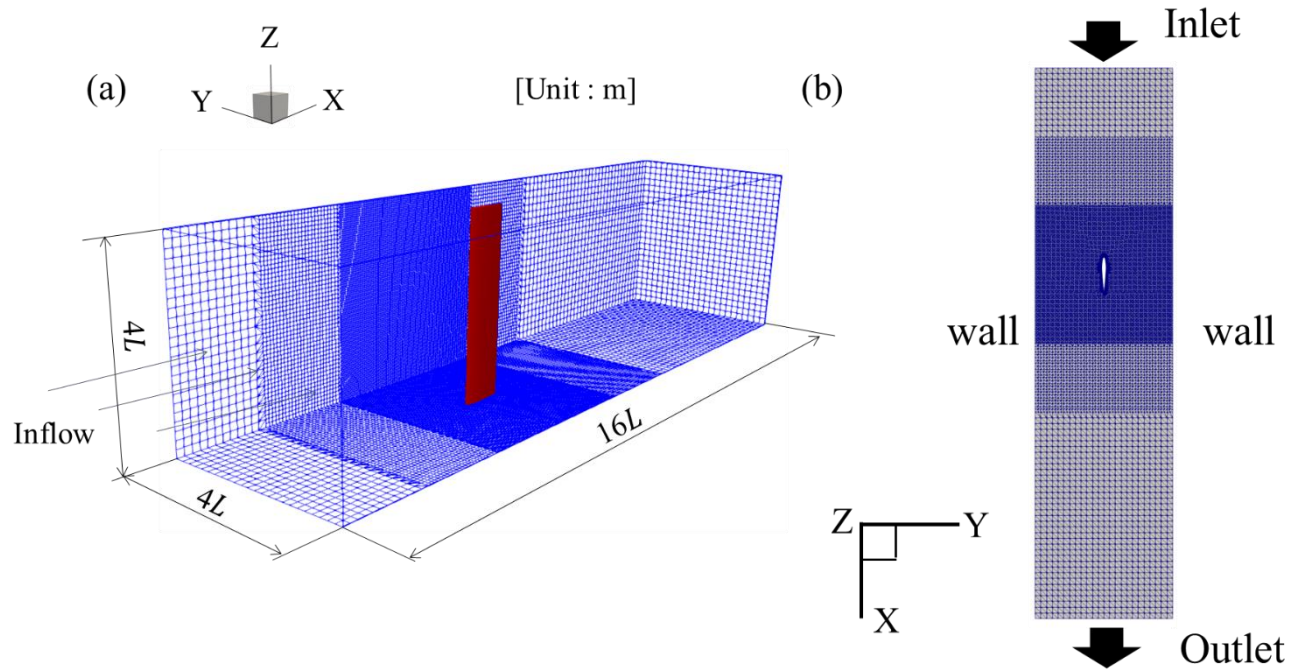 (a)
Z
Y
X
[Unit : m]
4L
Inflow
4L
16L
(b)
Inlet
wall
wall
Z
Y
X
Outlet